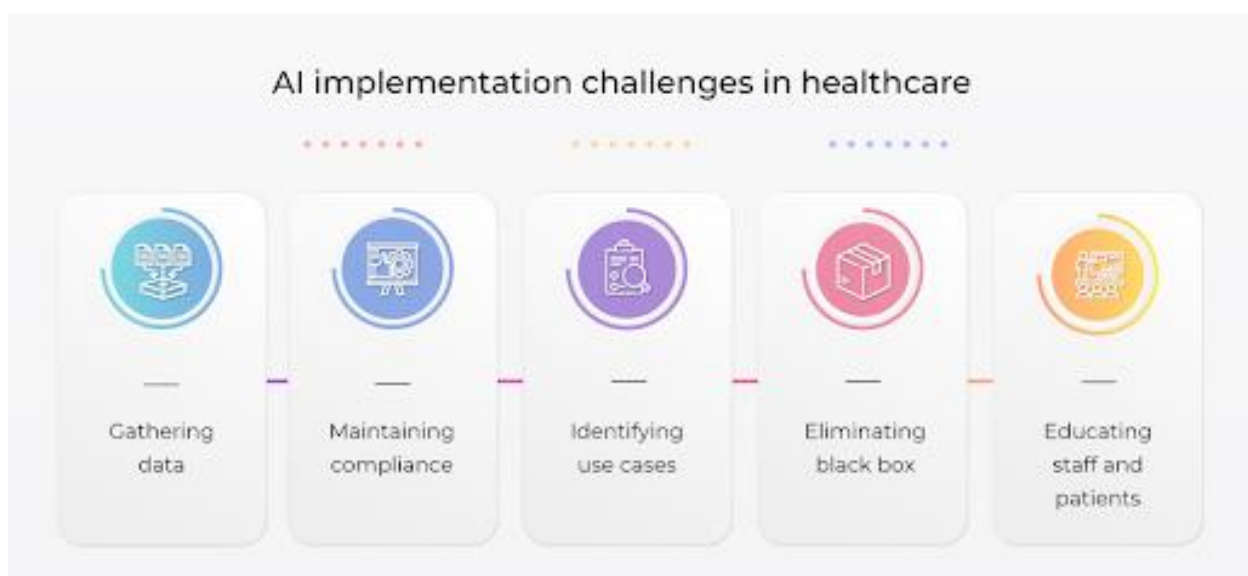 AI implementation challenges in healthcare
Gathering
data
Maintaining
compliance
Identifying
use cases
Eliminating
black box
Educating
staff and
patients